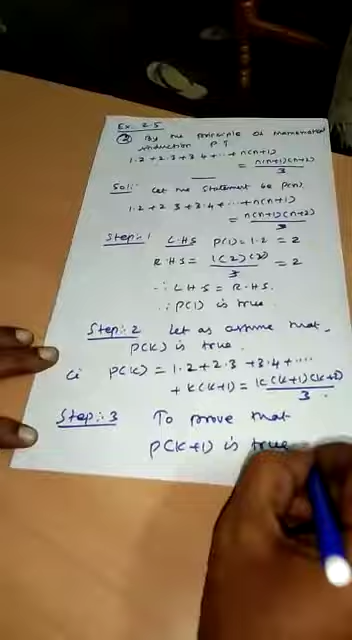 Ex. 2.5
② By the principle of mathematical
induction P.T
1.2+2.3+3.4+...+n(n+1)
= n(n+1)(n+2)/3
Sol: Let the statement be P(n)
1.2+2.3+3.4+...+n(n+1)
= n(n+1)(n+2)/3
Step: 1 L.H.S P(1)=1.2=2
R.H.S = 1(2)(3)/3 = 2
∴ L.H.S = R.H.S.
∴ P(1) is true.
Step: 2 Let as assume that
P(K) is true.
P(K) = 1.2+2.3+3.4+....
+K(K+1)= K(K+1)(K+2)/3.
Step: 3 To prove that
P(K+1) is true